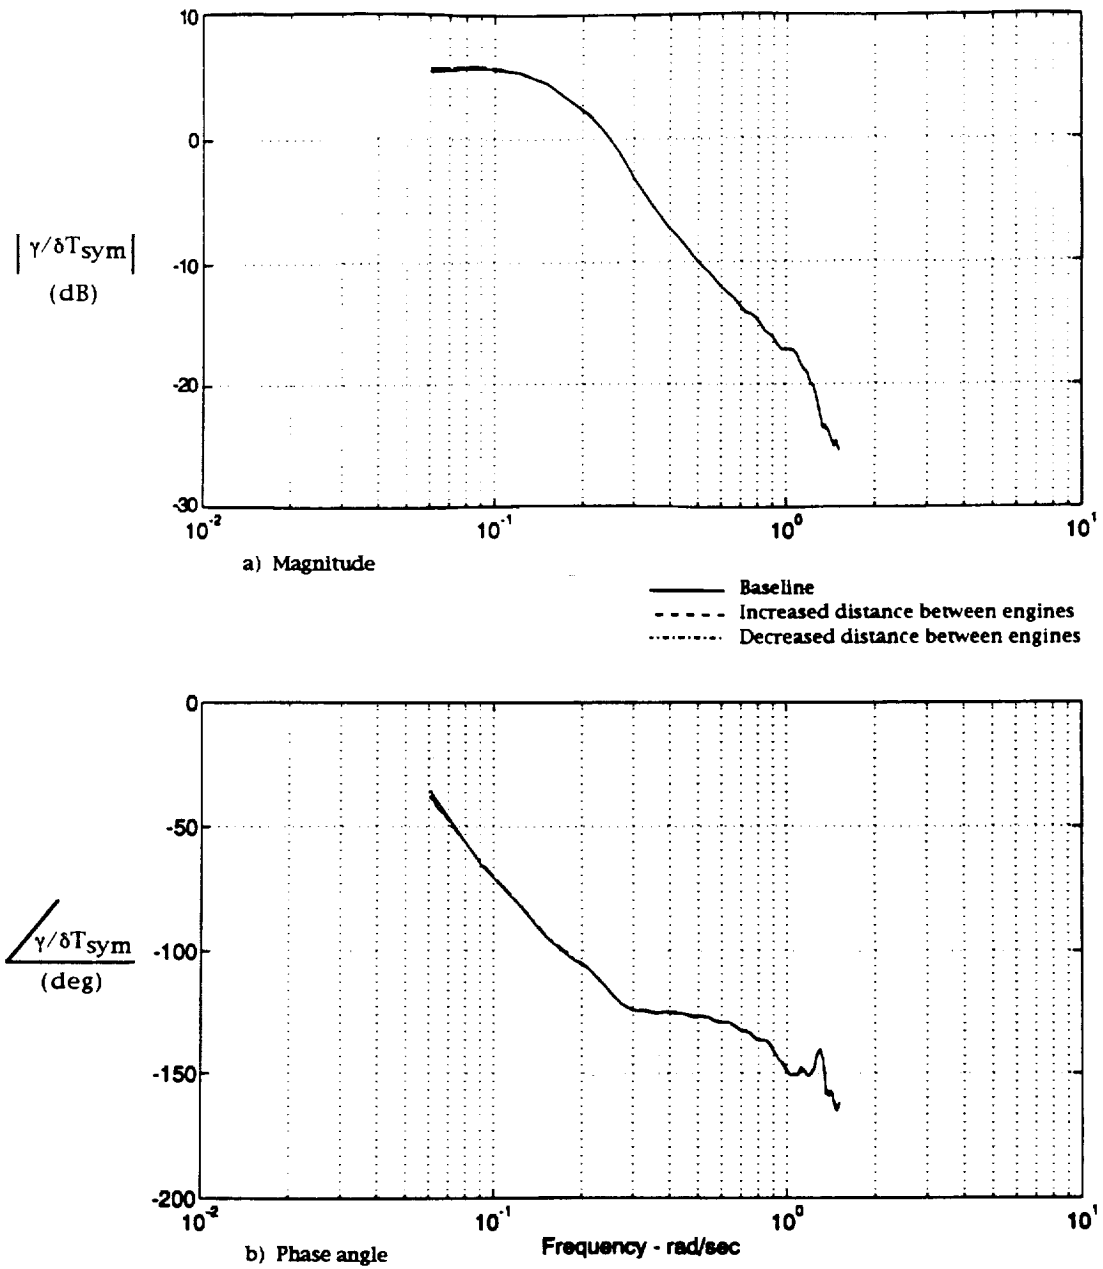 10
0
-10
-20
-30
|γ/δTsym|
(dB)
10⁻² 10⁻¹ 10⁰ 10¹
a) Magnitude
Baseline
Increased distance between engines
Decreased distance between engines
0
-50
-100
-150
-200
γ/δTsym
(deg)
10⁻² 10⁻¹ 10⁰ 10¹
Frequency - rad/sec
b) Phase angle